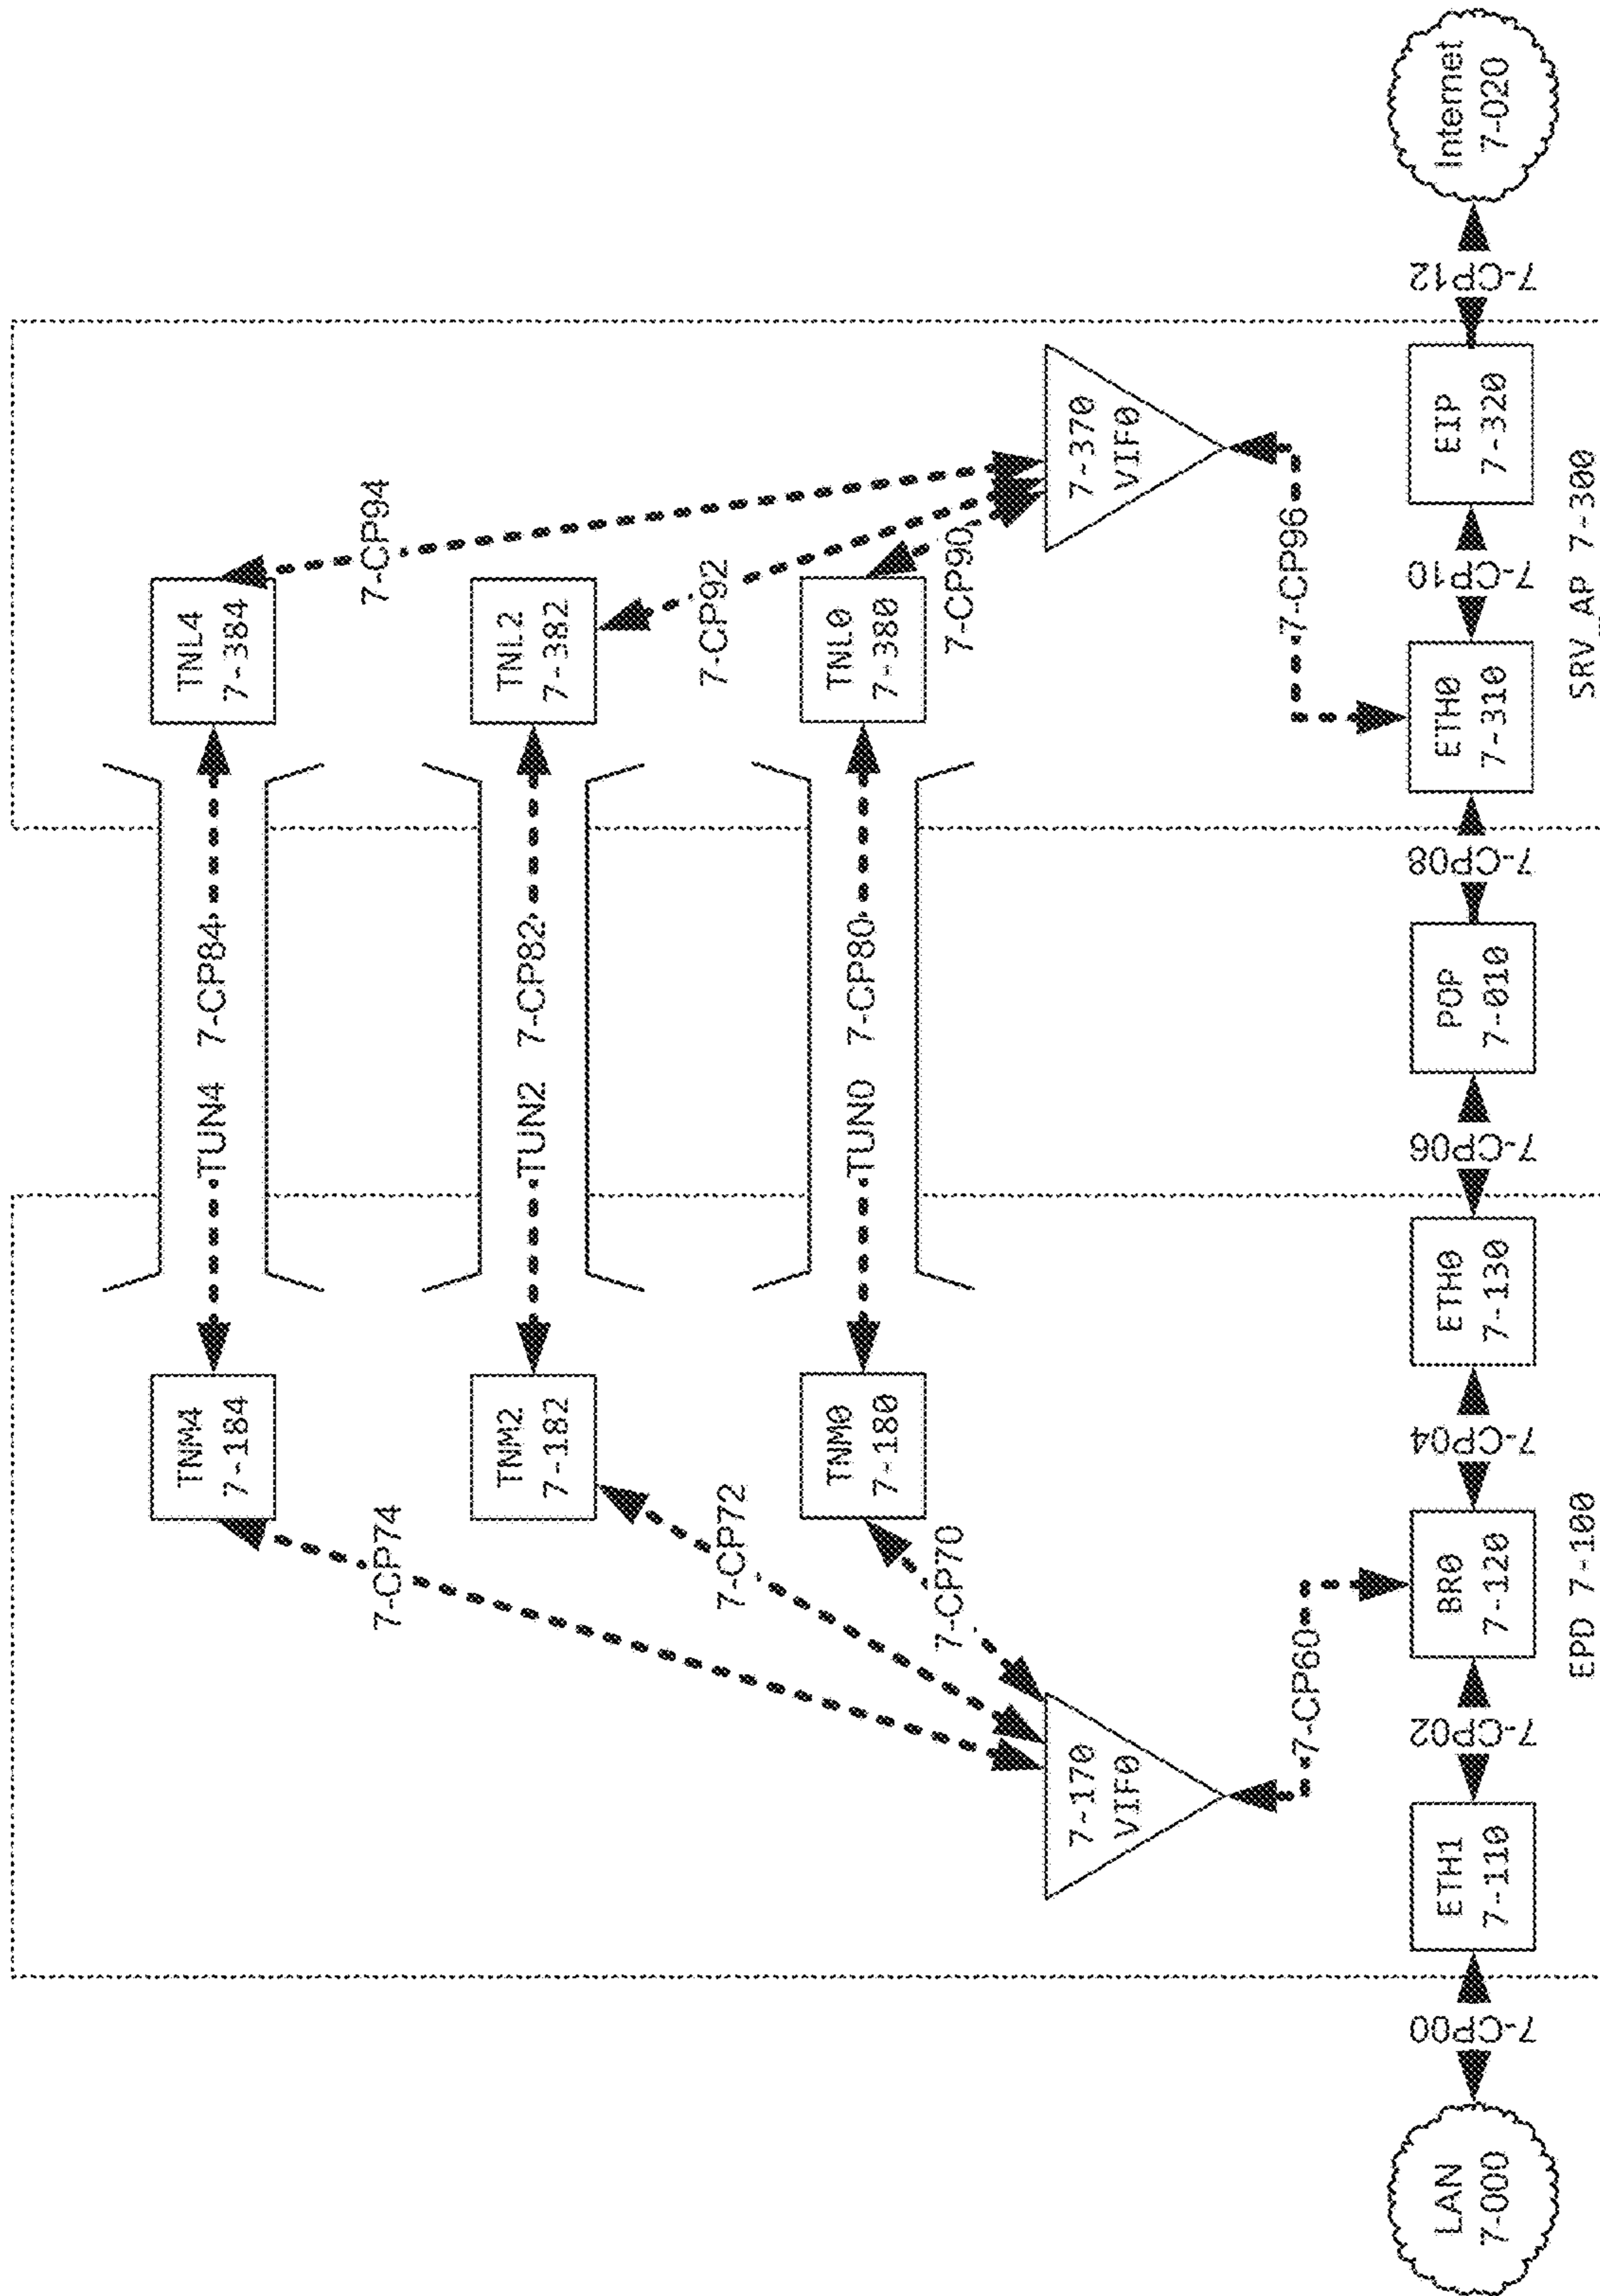 TNM4
7-184
TUN4 7-CP84
TNL4
7-384
7-CP74
7-CP94
TNM2
7-182
TUN2 7-CP82
TNL2
7-382
7-CP72
7-CP92
TNM0
7-180
TUN0 7-CP80
TNL0
7-380
7-CP70
7-CP90
7-170
VIF0
7-370
VIF0
7-CP60
7-CP96
LAN
7-000
7-CP00
ETH1
7-110
7-CP02
BR0
7-120
7-CP04
ETH0
7-130
7-CP06
POP
7-010
7-CP08
ETH0
7-310
7-CP10
EIP
7-320
7-CP12
Internet
7-020
EPD 7-100
SRV_AP 7-300